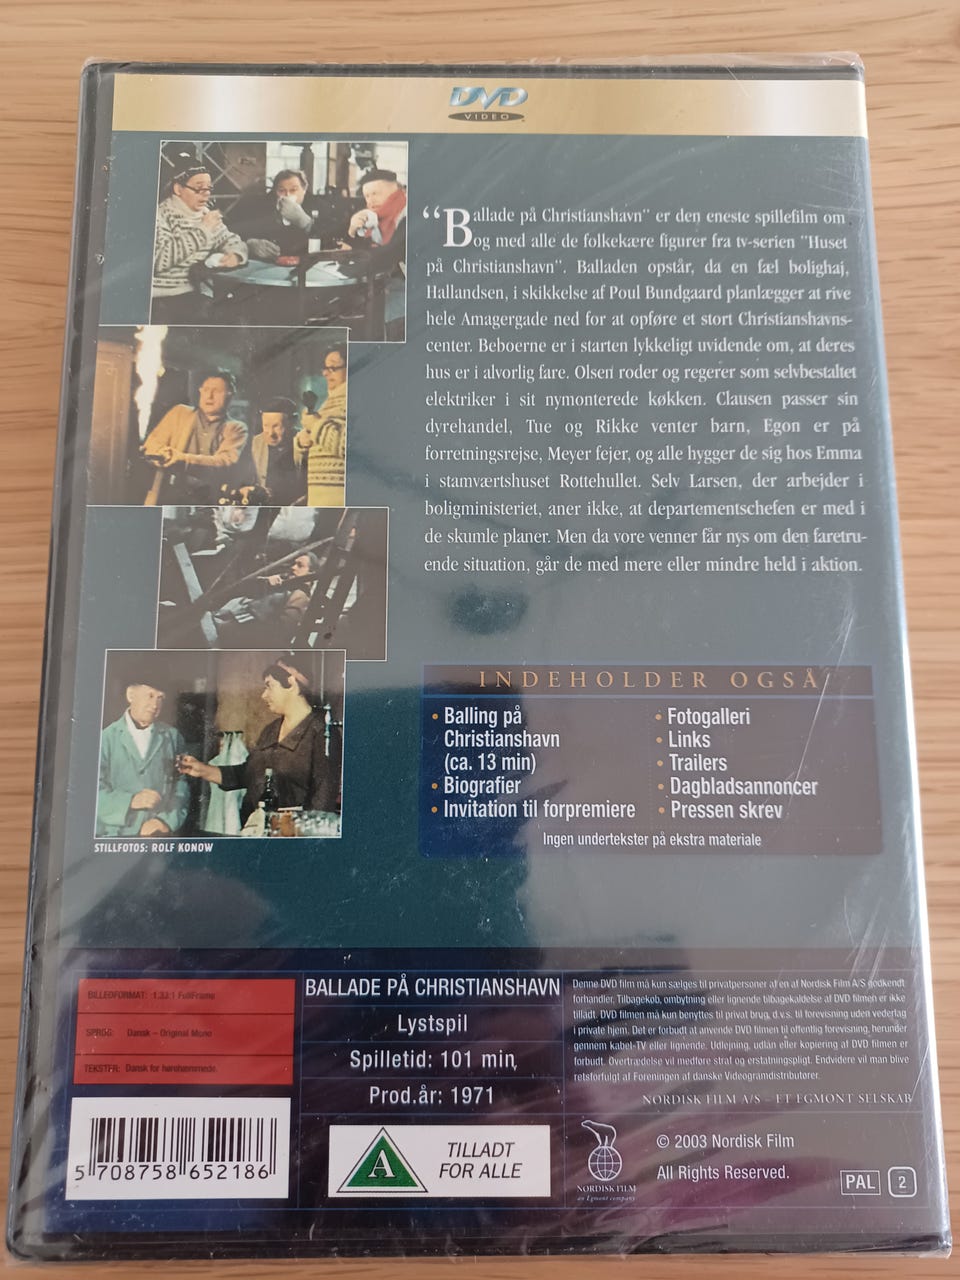 DVD
VIDEO
“Ballade på Christianshavn" er den eneste spillefilm om
og med alle de folkekære figurer fra tv-serien "Huset
på Christianshavn". Balladen opstår, da en fæl bolighaj,
Hallandsen, i skikkelse af Poul Bundgaard planlægger at rive
hele Amagergade ned for at opføre et stort Christianshavns-
center. Beboerne er i starten lykkeligt uvidende om, at deres
hus er i alvorlig fare. Olsen roder og regerer som selvbestaltet
elektriker i sit nymonterede køkken. Clausen passer sin
dyrehandel, Tue og Rikke venter barn, Egon er på
forretningsrejse, Meyer fejer, og alle hygger de sig hos Emma
i stamværtshuset Rottehullet. Selv Larsen, der arbejder i
boligministeriet, aner ikke, at departementschefen er med i
de skumle planer. Men da vore venner får nys om den faretru-
ende situation, går de med mere eller mindre held i aktion.
STILLFOTOS: ROLF KONOW
INDEHOLDER OGSÅ
• Balling på
Christianshavn
(ca. 13 min)
• Biografier
• Invitation til forpremiere
• Fotogalleri
• Links
• Trailers
• Dagbladsannoncer
• Pressen skrev
Ingen undertekster på ekstra materiale
BILLEDFORMAT: 1.33:1 FullFrame
SPROG: Dansk – Original Mono
TEKSTER: Dansk for hørehæmmede.
5 708758 652186
BALLADE PÅ CHRISTIANSHAVN
Lystspil
Spilletid: 101 min.
Prod.år: 1971
A
TILLADT
FOR ALLE
Denne DVD film må kun sælges til privatpersoner af en af Nordisk Film A/S godkendt
forhandler. Tilbagekøb, ombytning eller lignende tilbagekaldelse af DVD filmen er ikke
tilladt. DVD filmen må kun benyttes til privat brug, d.v.s. til forevisning uden vederlag
i private hjem. Det er forbudt at anvende DVD filmen til offentlig forevisning, herunder
gennem kabel-TV eller lignende. Udlejning, udlån eller kopiering af DVD filmen er
forbudt. Overtrædelse vil medføre straf og erstatningspligt. Endvidere vil man blive
retsforfulgt af Foreningen af danske Videogramdistributører.
NORDISK FILM A/S – ET EGMONT SELSKAB
NORDISK FILM
an Egmont company
© 2003 Nordisk Film
All Rights Reserved.
PAL
2